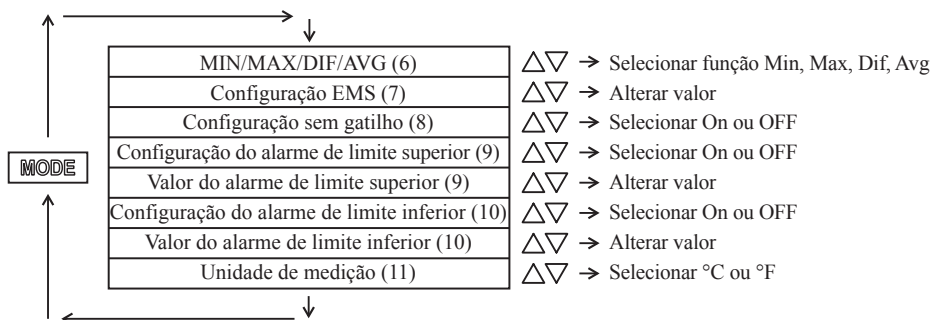 MIN/MAX/DIF/AVG (6) △▽ → Selecionar função Min, Max, Dif, Avg
Configuração EMS (7) △▽ → Alterar valor
Configuração sem gatilho (8) △▽ → Selecionar On ou OFF
Configuração do alarme de limite superior (9) △▽ → Selecionar On ou OFF
MODE
Valor do alarme de limite superior (9) △▽ → Alterar valor
Configuração do alarme de limite inferior (10) △▽ → Selecionar On ou OFF
Valor do alarme de limite inferior (10) △▽ → Alterar valor
Unidade de medição (11) △▽ → Selecionar °C ou °F